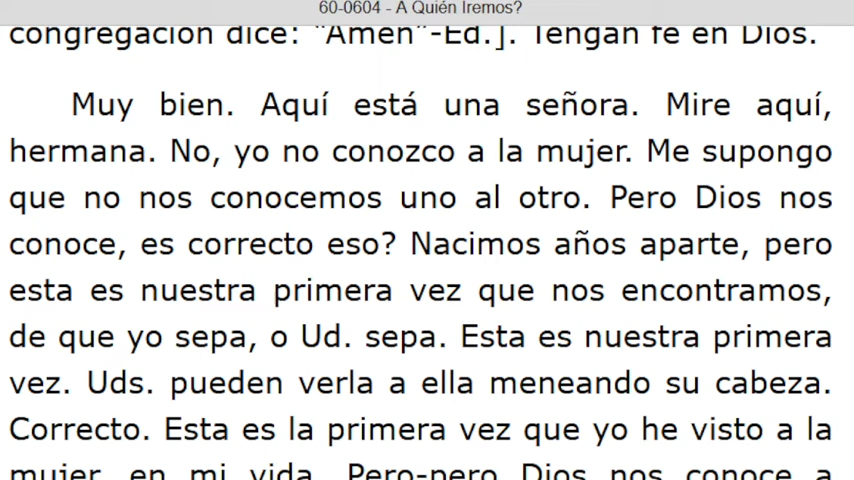 60-0604 - A Quién Iremos?
congregación dice: "Amén"-Ed.]. Tengan fe en Dios.
Muy bien. Aquí está una señora. Mire aquí,
hermana. No, yo no conozco a la mujer. Me supongo
que no nos conocemos uno al otro. Pero Dios nos
conoce, es correcto eso? Nacimos años aparte, pero
esta es nuestra primera vez que nos encontramos,
de que yo sepa, o Ud. sepa. Esta es nuestra primera
vez. Uds. pueden verla a ella meneando su cabeza.
Correcto. Esta es la primera vez que yo he visto a la
mujer, en mi vida. Pero-pero Dios nos conoce a